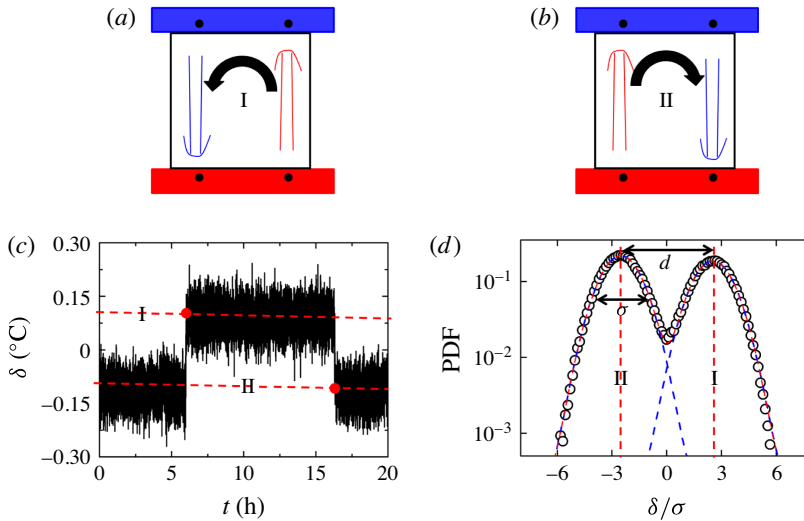 (a)
I
(b)
II
(c)
0.30
0.15
0
−0.15
−0.30
δ (°C)
I
II
0 5 10 15 20
t (h)
(d)
10⁻¹
10⁻²
10⁻³
PDF
d
σ
II
I
−6 −3 0 3 6
δ/σ